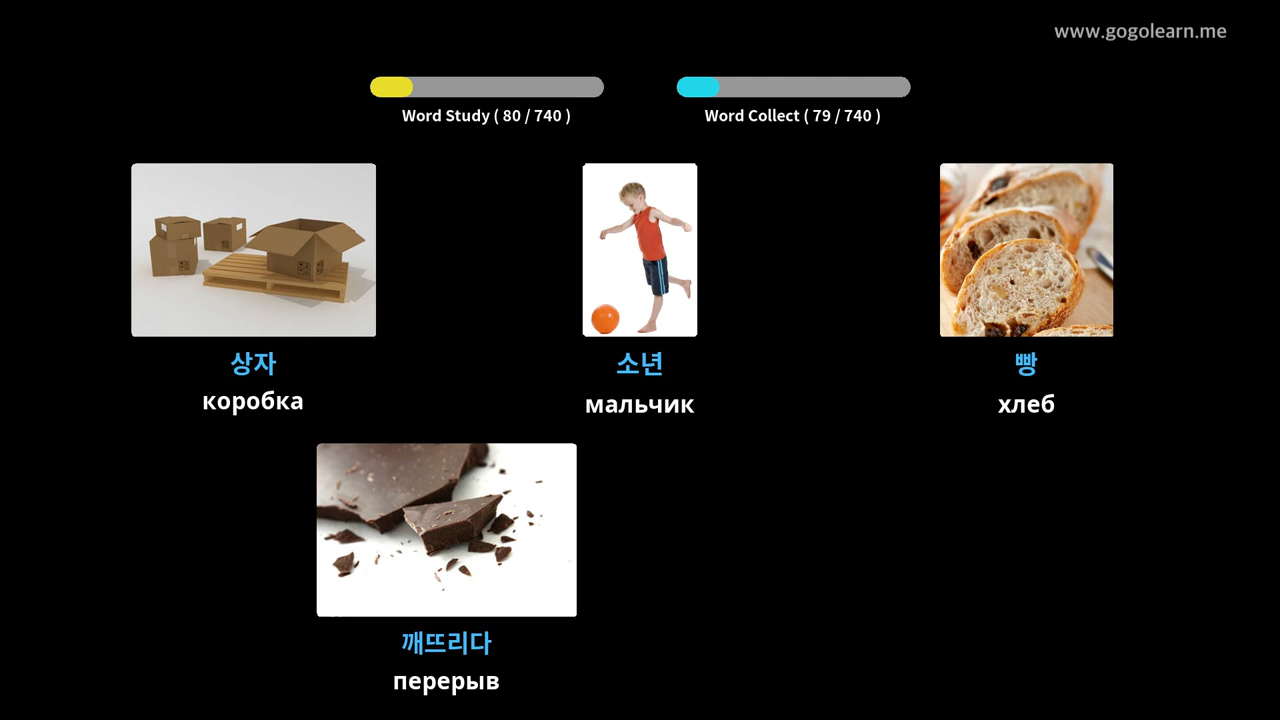 www.gogolearn.me
Word Study ( 80 / 740 )
Word Collect ( 79 / 740 )
상자
коробка
소년
мальчик
빵
хлеб
깨뜨리다
перерыв